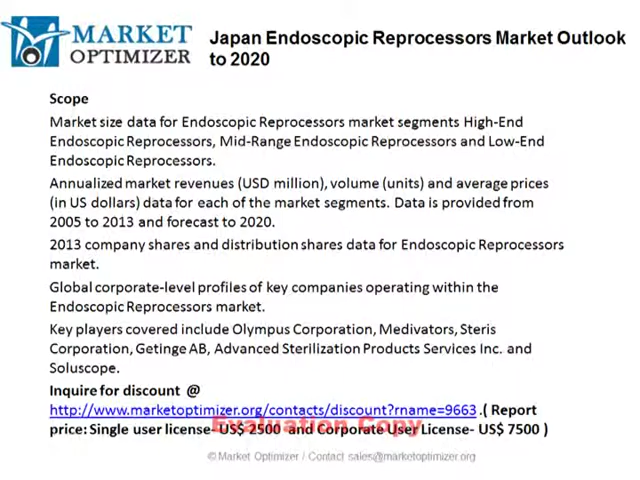 MARKET
OPTIMIZER
Japan Endoscopic Reprocessors Market Outlook
to 2020
Scope
Market size data for Endoscopic Reprocessors market segments High-End
Endoscopic Reprocessors, Mid-Range Endoscopic Reprocessors and Low-End
Endoscopic Reprocessors.
Annualized market revenues (USD million), volume (units) and average prices
(in US dollars) data for each of the market segments. Data is provided from
2005 to 2013 and forecast to 2020.
2013 company shares and distribution shares data for Endoscopic Reprocessors
market.
Global corporate-level profiles of key companies operating within the
Endoscopic Reprocessors market.
Key players covered include Olympus Corporation, Medivators, Steris
Corporation, Getinge AB, Advanced Sterilization Products Services Inc. and
Soluscope.
Inquire for discount @
http://www.marketoptimizer.org/contacts/discount?rname=9663 .( Report
price: Single user license- US$ 2500 and Corporate User License- US$ 7500 )
Evaluation Copy
© Market Optimizer / Contact sales@marketoptimizer.org